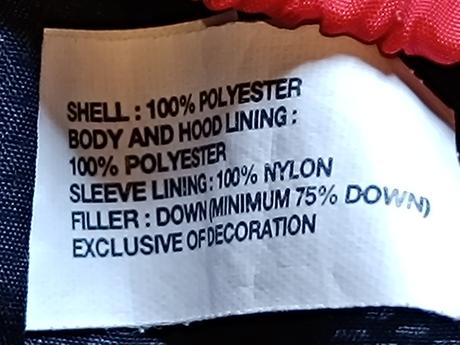 SHELL : 100% POLYESTER
BODY AND HOOD LINING :
100% POLYESTER
SLEEVE LINING : 100% NYLON
FILLER : DOWN (MINIMUM 75% DOWN)
EXCLUSIVE OF DECORATION